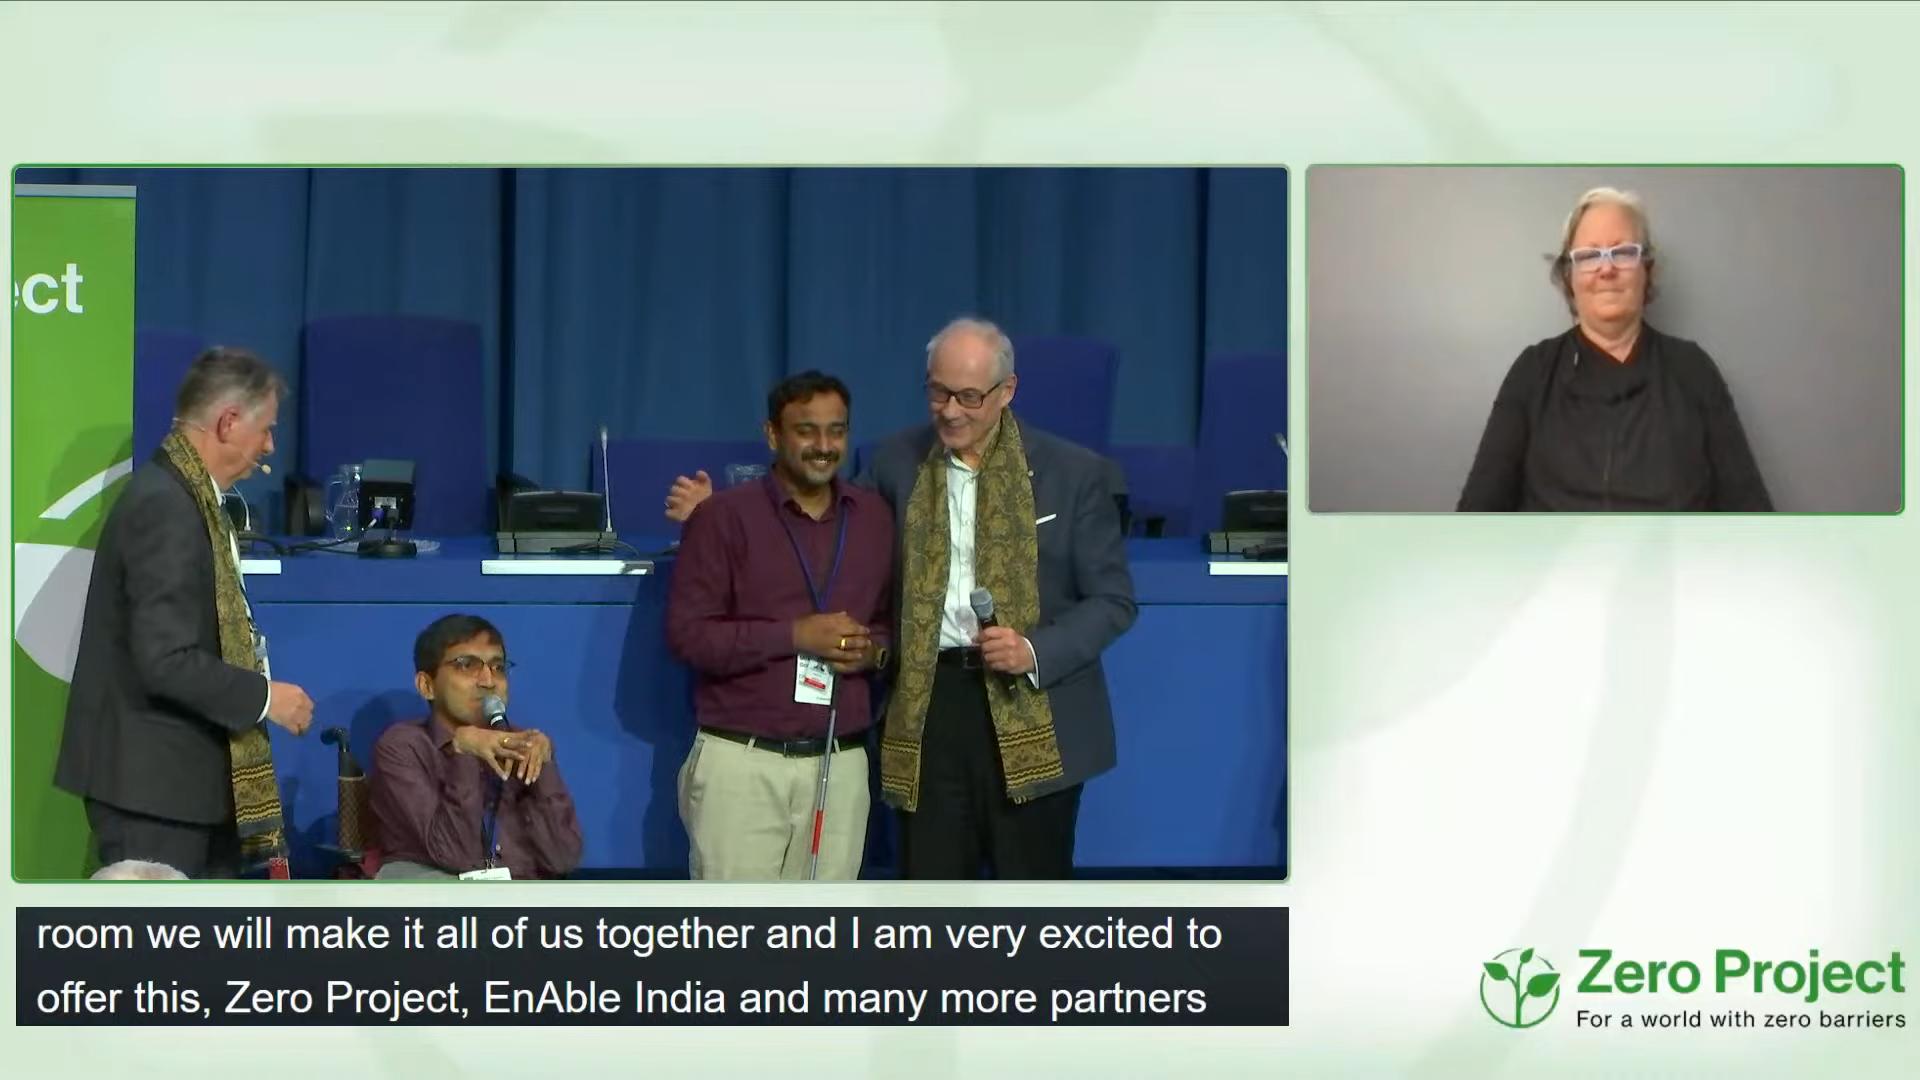 ect
room we will make it all of us together and I am very excited to
offer this, Zero Project, EnAble India and many more partners
Zero Project
For a world with zero barriers